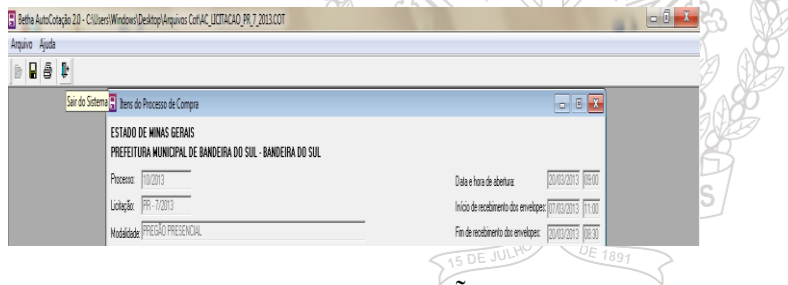 Betha AutoCotação 2.0 - C:\Users\Windows\Desktop\Arquivos Cot\AC_LICITACAO_PR_7_2013.COT
Arquivo Ajuda
Sair do Sistema
Itens do Processo de Compra
ESTADO DE MINAS GERAIS
PREFEITURA MUNICIPAL DE BANDEIRA DO SUL - BANDEIRA DO SUL
Processo: 10/2013
Data e hora de abertura: 20/03/2013 09:00
Licitação: PR - 7/2013
Início de recebimento dos envelopes: 07/03/2013 11:00
Modalidade: PREGÃO PRESENCIAL
Fim de recebimento dos envelopes: 20/03/2013 08:30
S
15 DE JULHO DE 1891